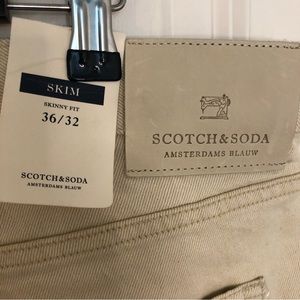 SKIM
SKINNY FIT
36/32
SCOTCH&SODA
AMSTERDAMS BLAUW
SCOTCH&SODA
AMSTERDAMS BLAUW